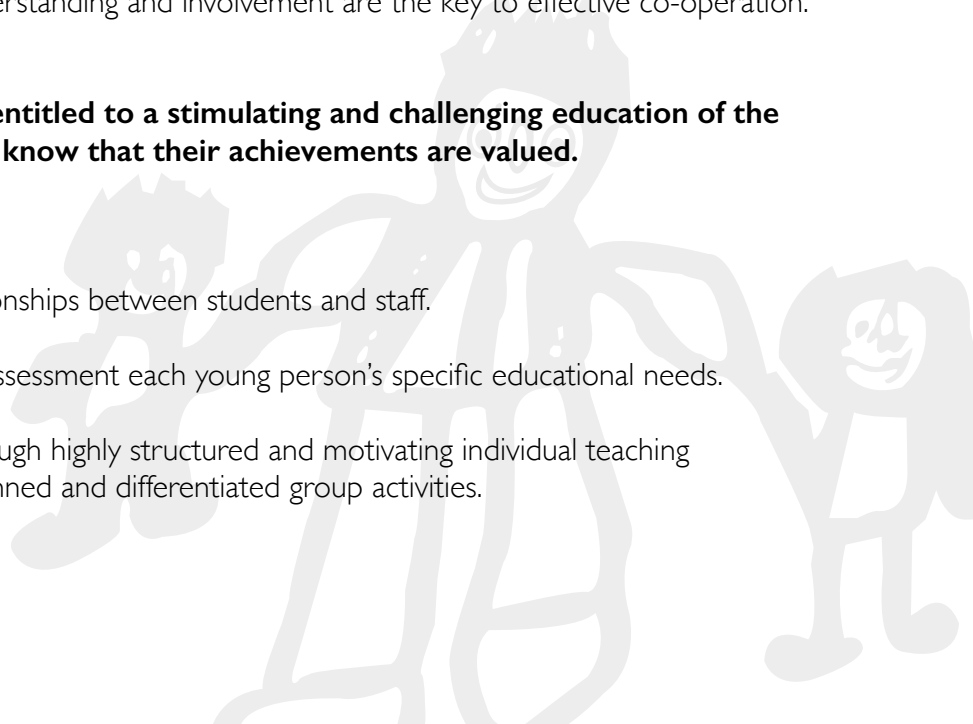 erstanding and involvement are the key to effective co-operation.
entitled to a stimulating and challenging education of the
know that their achievements are valued.
onships between students and staff.
ssessment each young person’s specific educational needs.
ugh highly structured and motivating individual teaching
nned and differentiated group activities.